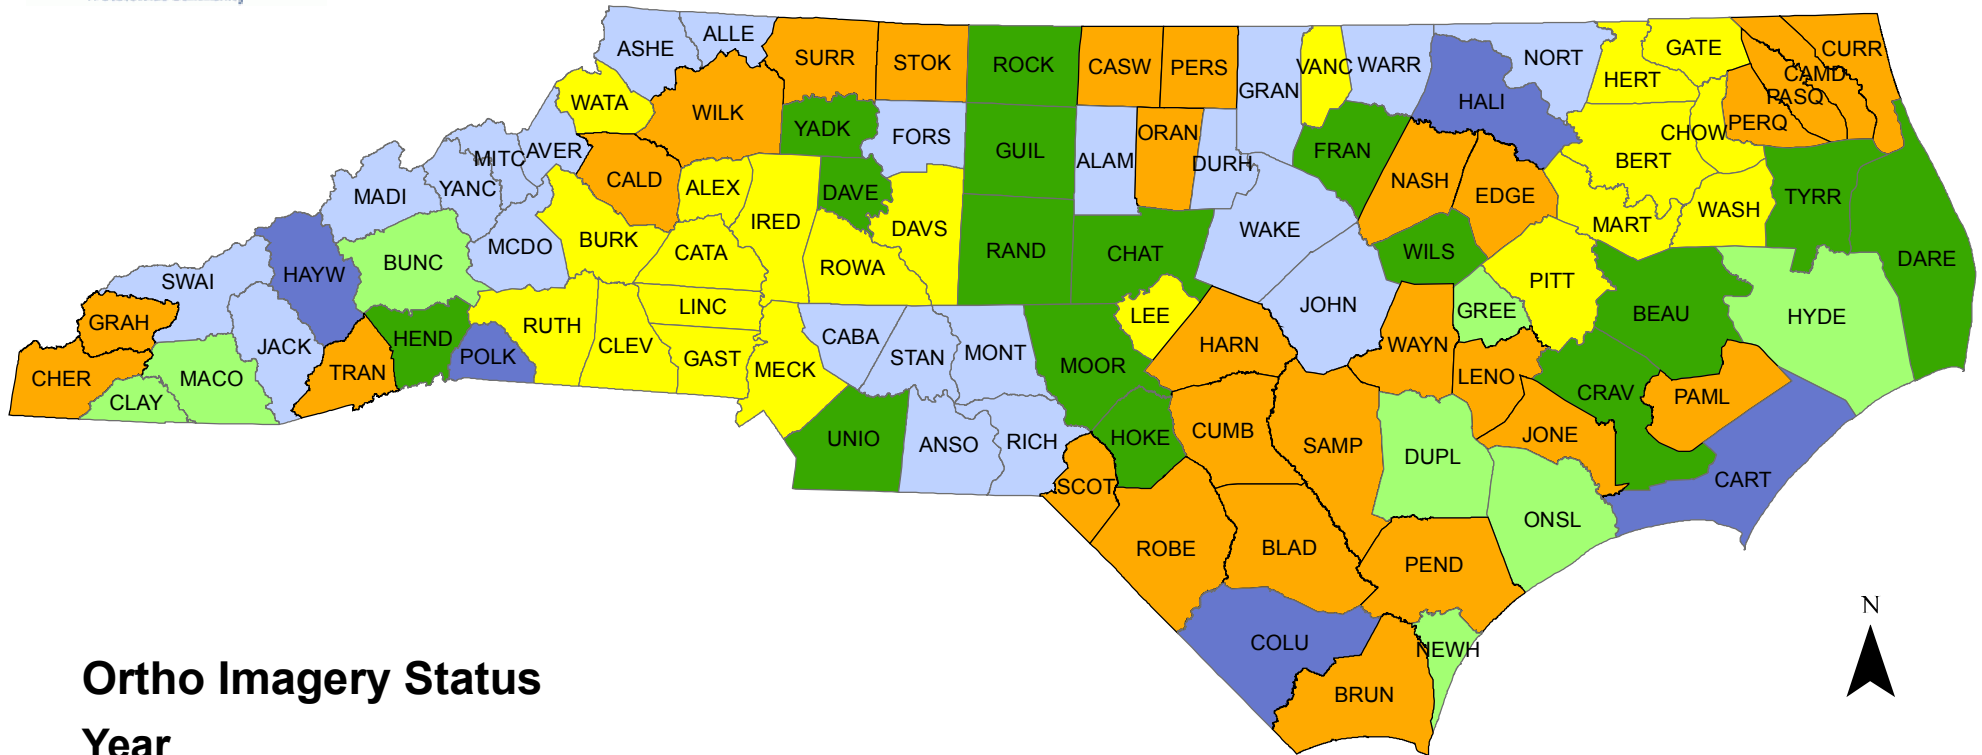 ASHE
ALLE
SURR
STOK
ROCK
CASW
PERS
GRAN
VANC
WARR
HALI
NORT
HERT
GATE
CURR
CAMD
PASQ
PERQ
CHOW
WATA
WILK
YADK
FORS
GUIL
ALAM
ORAN
DURH
FRAN
NASH
EDGE
BERT
MART
WASH
TYRR
DARE
MADI
YANC
MITC
AVER
CALD
ALEX
IRED
DAVE
DAVS
RAND
CHAT
WAKE
WILS
PITT
BEAU
HYDE
SWAI
HAYW
BUNC
MCDO
BURK
CATA
ROWA
LINC
LEE
JOHN
GREE
GRAH
JACK
HEND
POLK
RUTH
CLEV
GAST
MECK
CABA
STAN
MONT
MOOR
HARN
WAYN
LENO
CRAV
PAML
CHER
CLAY
MACO
TRAN
UNIO
ANSO
RICH
HOKE
CUMB
SAMP
DUPL
JONE
CART
SCOT
ROBE
BLAD
PEND
ONSL
COLU
BRUN
NEWH
N
Ortho Imagery Status
Year